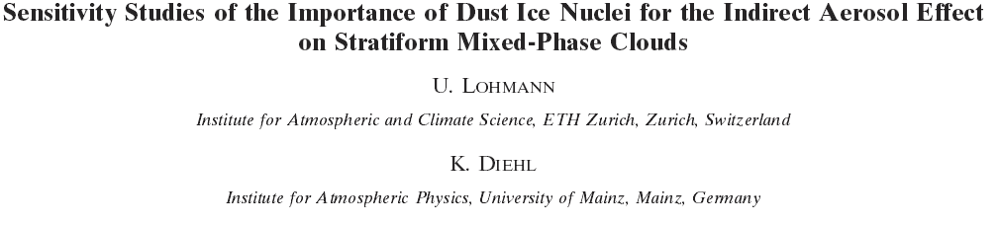 Sensitivity Studies of the Importance of Dust Ice Nuclei for the Indirect Aerosol Effect
on Stratiform Mixed-Phase Clouds
U. LOHMANN
Institute for Atmospheric and Climate Science, ETH Zurich, Zurich, Switzerland
K. DIEHL
Institute for Atmospheric Physics, University of Mainz, Mainz, Germany